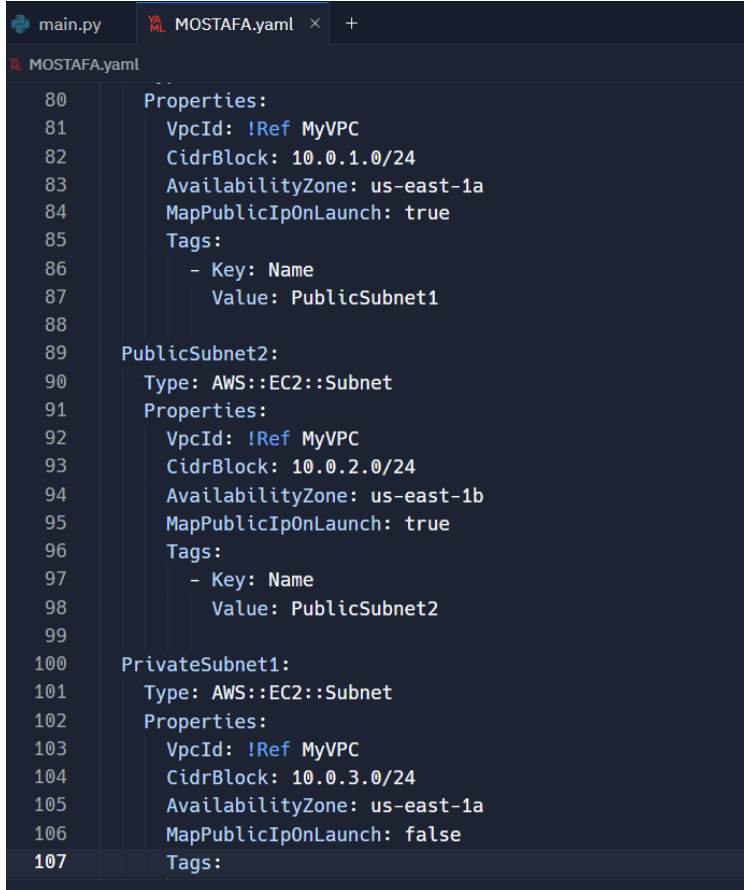 main.py MOSTAFA.yaml × +
MOSTAFA.yaml
80 Properties:
81 VpcId: !Ref MyVPC
82 CidrBlock: 10.0.1.0/24
83 AvailabilityZone: us-east-1a
84 MapPublicIpOnLaunch: true
85 Tags:
86 - Key: Name
87 Value: PublicSubnet1
88
89 PublicSubnet2:
90 Type: AWS::EC2::Subnet
91 Properties:
92 VpcId: !Ref MyVPC
93 CidrBlock: 10.0.2.0/24
94 AvailabilityZone: us-east-1b
95 MapPublicIpOnLaunch: true
96 Tags:
97 - Key: Name
98 Value: PublicSubnet2
99
100 PrivateSubnet1:
101 Type: AWS::EC2::Subnet
102 Properties:
103 VpcId: !Ref MyVPC
104 CidrBlock: 10.0.3.0/24
105 AvailabilityZone: us-east-1a
106 MapPublicIpOnLaunch: false
107 Tags: